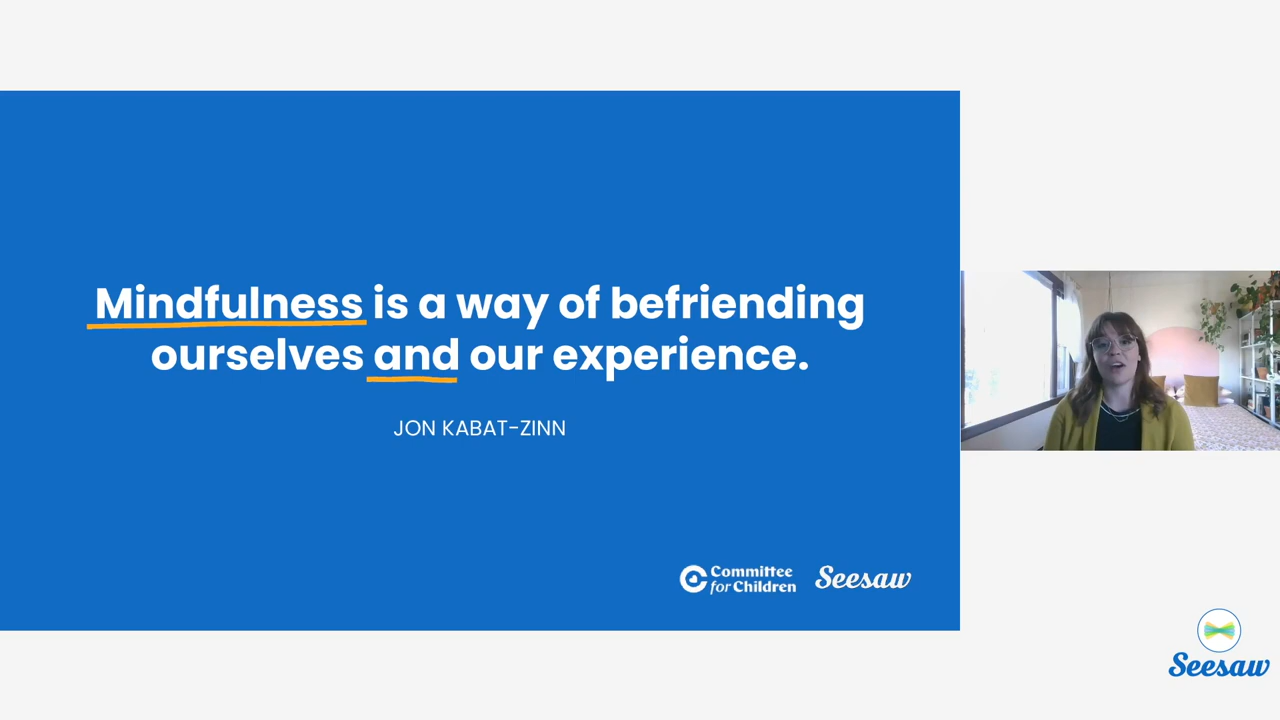 Mindfulness is a way of befriending
ourselves and our experience.
JON KABAT-ZINN
Committee
for Children
Seesaw
Seesaw